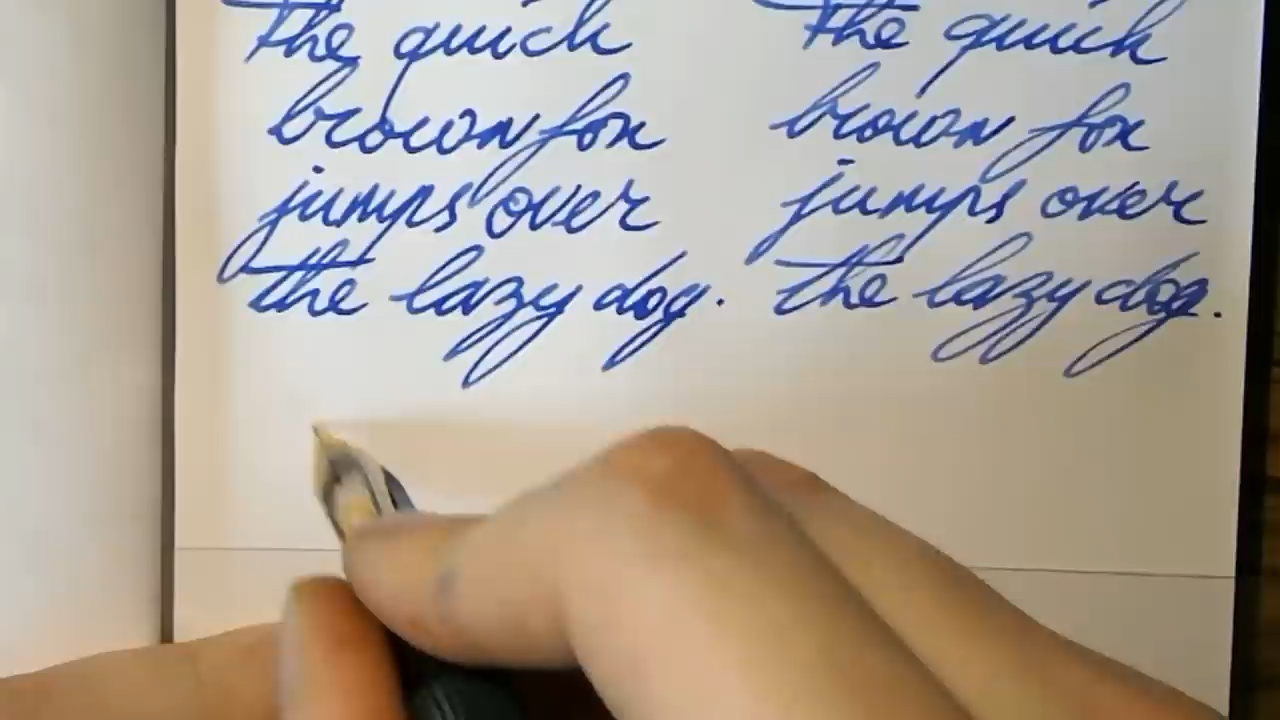 The quick
brown fox
jumps over
the lazy dog.
The quick
brown fox
jumps over
the lazy dog.